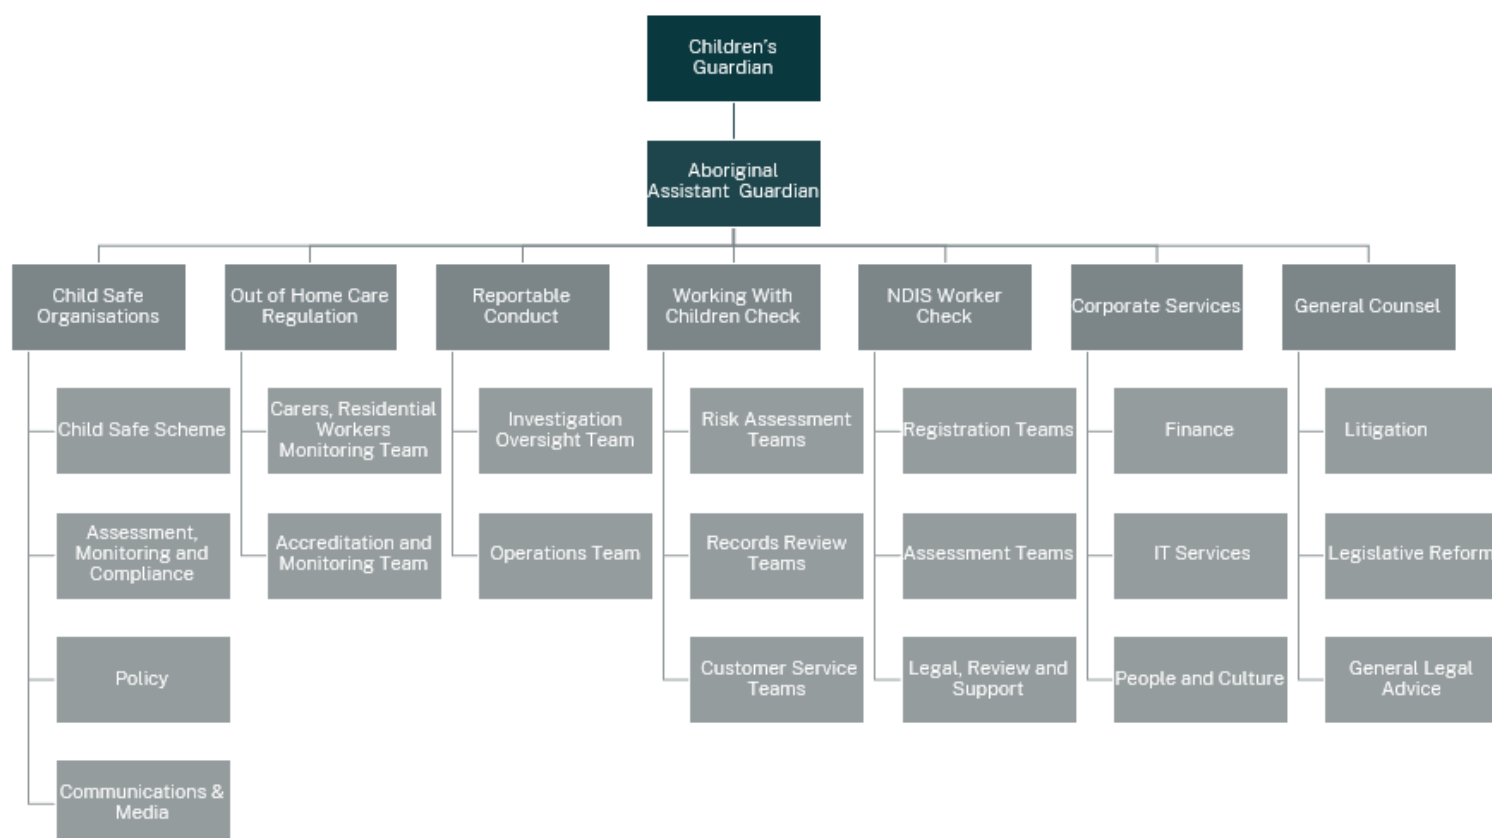 Children's
Guardian
Aboriginal
Assistant Guardian
Child Safe
Organisations
Out of Home Care
Regulation
Reportable
Conduct
Working With
Children Check
NDIS Worker
Check
Corporate Services
General Counsel
Child Safe Scheme
Assessment,
Monitoring and
Compliance
Policy
Communications &
Media
Carers, Residential
Workers
Monitoring Team
Accreditation and
Monitoring Team
Investigation
Oversight Team
Operations Team
Risk Assessment
Teams
Records Review
Teams
Customer Service
Teams
Registration Teams
Assessment Teams
Legal, Review and
Support
Finance
IT Services
People and Culture
Litigation
Legislative Reform
General Legal
Advice